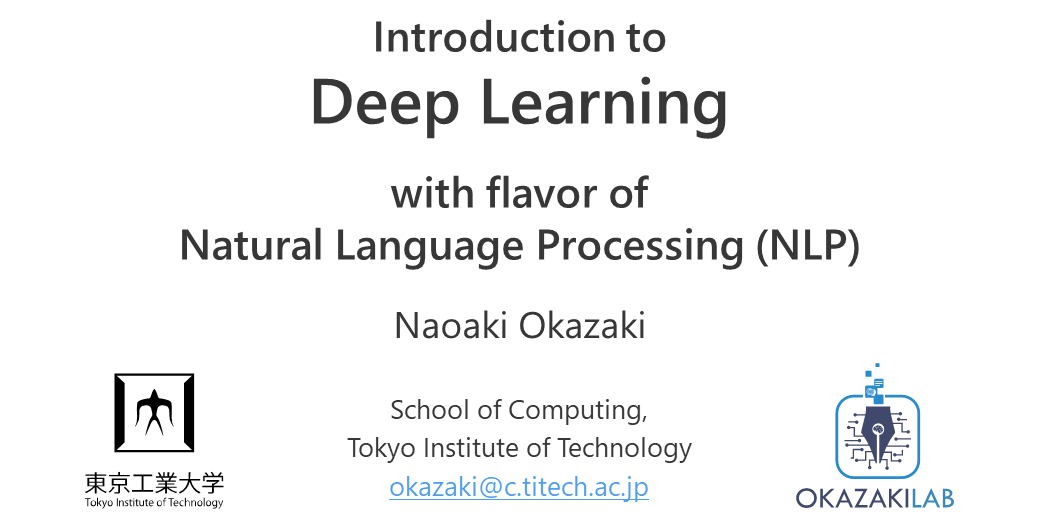 Introduction to
Deep Learning
with flavor of
Natural Language Processing (NLP)
Naoaki Okazaki
School of Computing,
Tokyo Institute of Technology
okazaki@c.titech.ac.jp
東京工業大学
Tokyo Institute of Technology
OKAZAKILAB